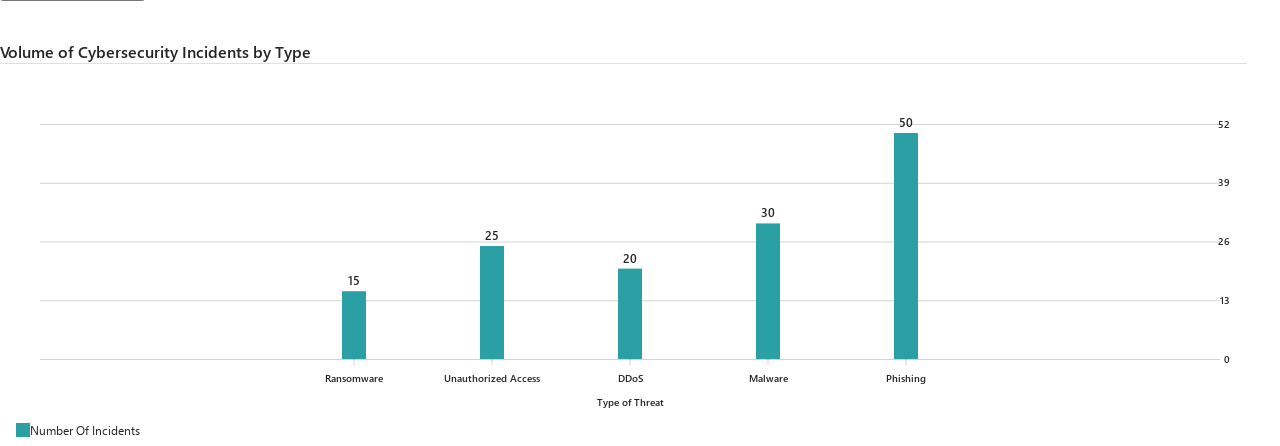 Volume of Cybersecurity Incidents by Type
50
52
39
30
25
26
20
15
13
0
Ransomware Unauthorized Access DDoS Malware Phishing
Type of Threat
Number Of Incidents